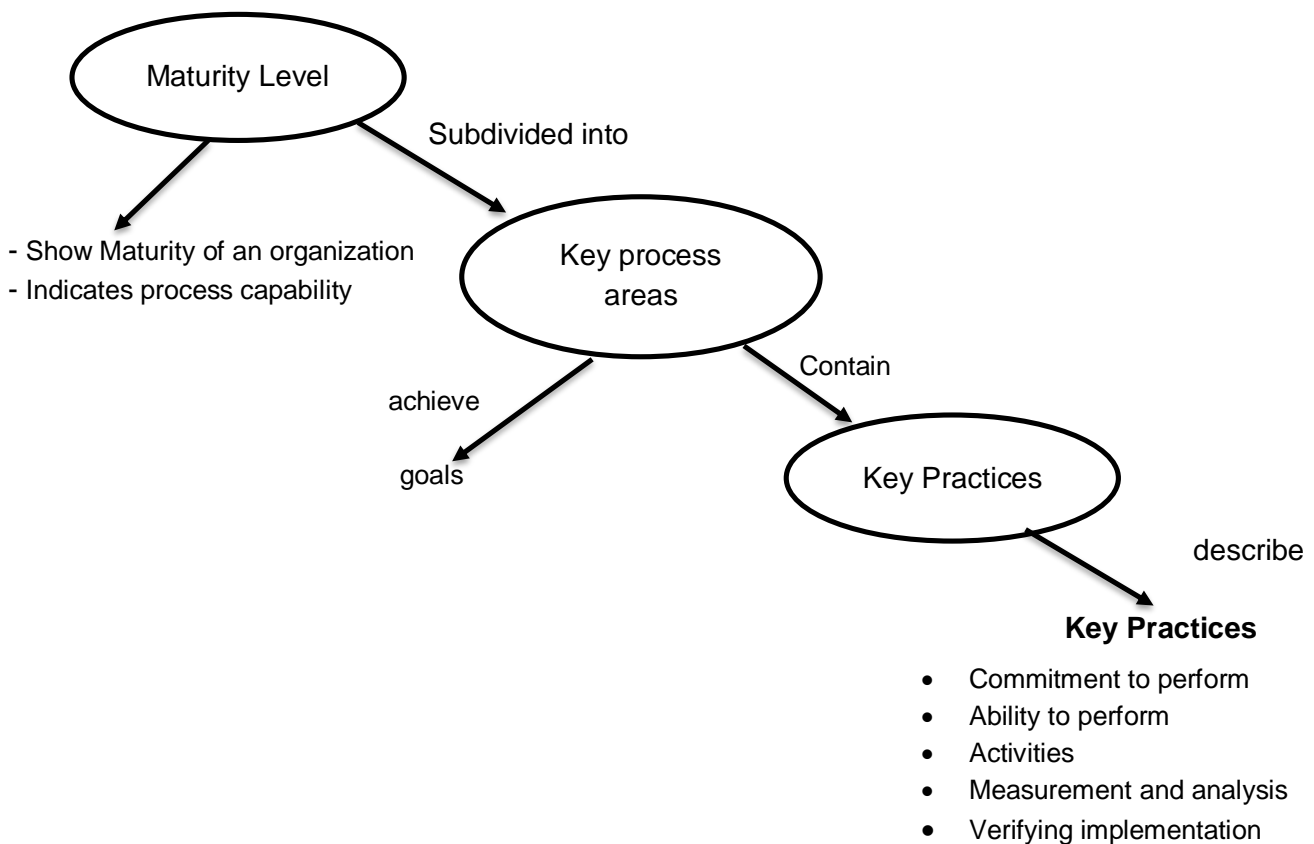 Maturity Level
Subdivided into
- Show Maturity of an organization
- Indicates process capability
Key process
areas
Contain
achieve
goals
Key Practices
describe
Key Practices
• Commitment to perform
• Ability to perform
• Activities
• Measurement and analysis
• Verifying implementation